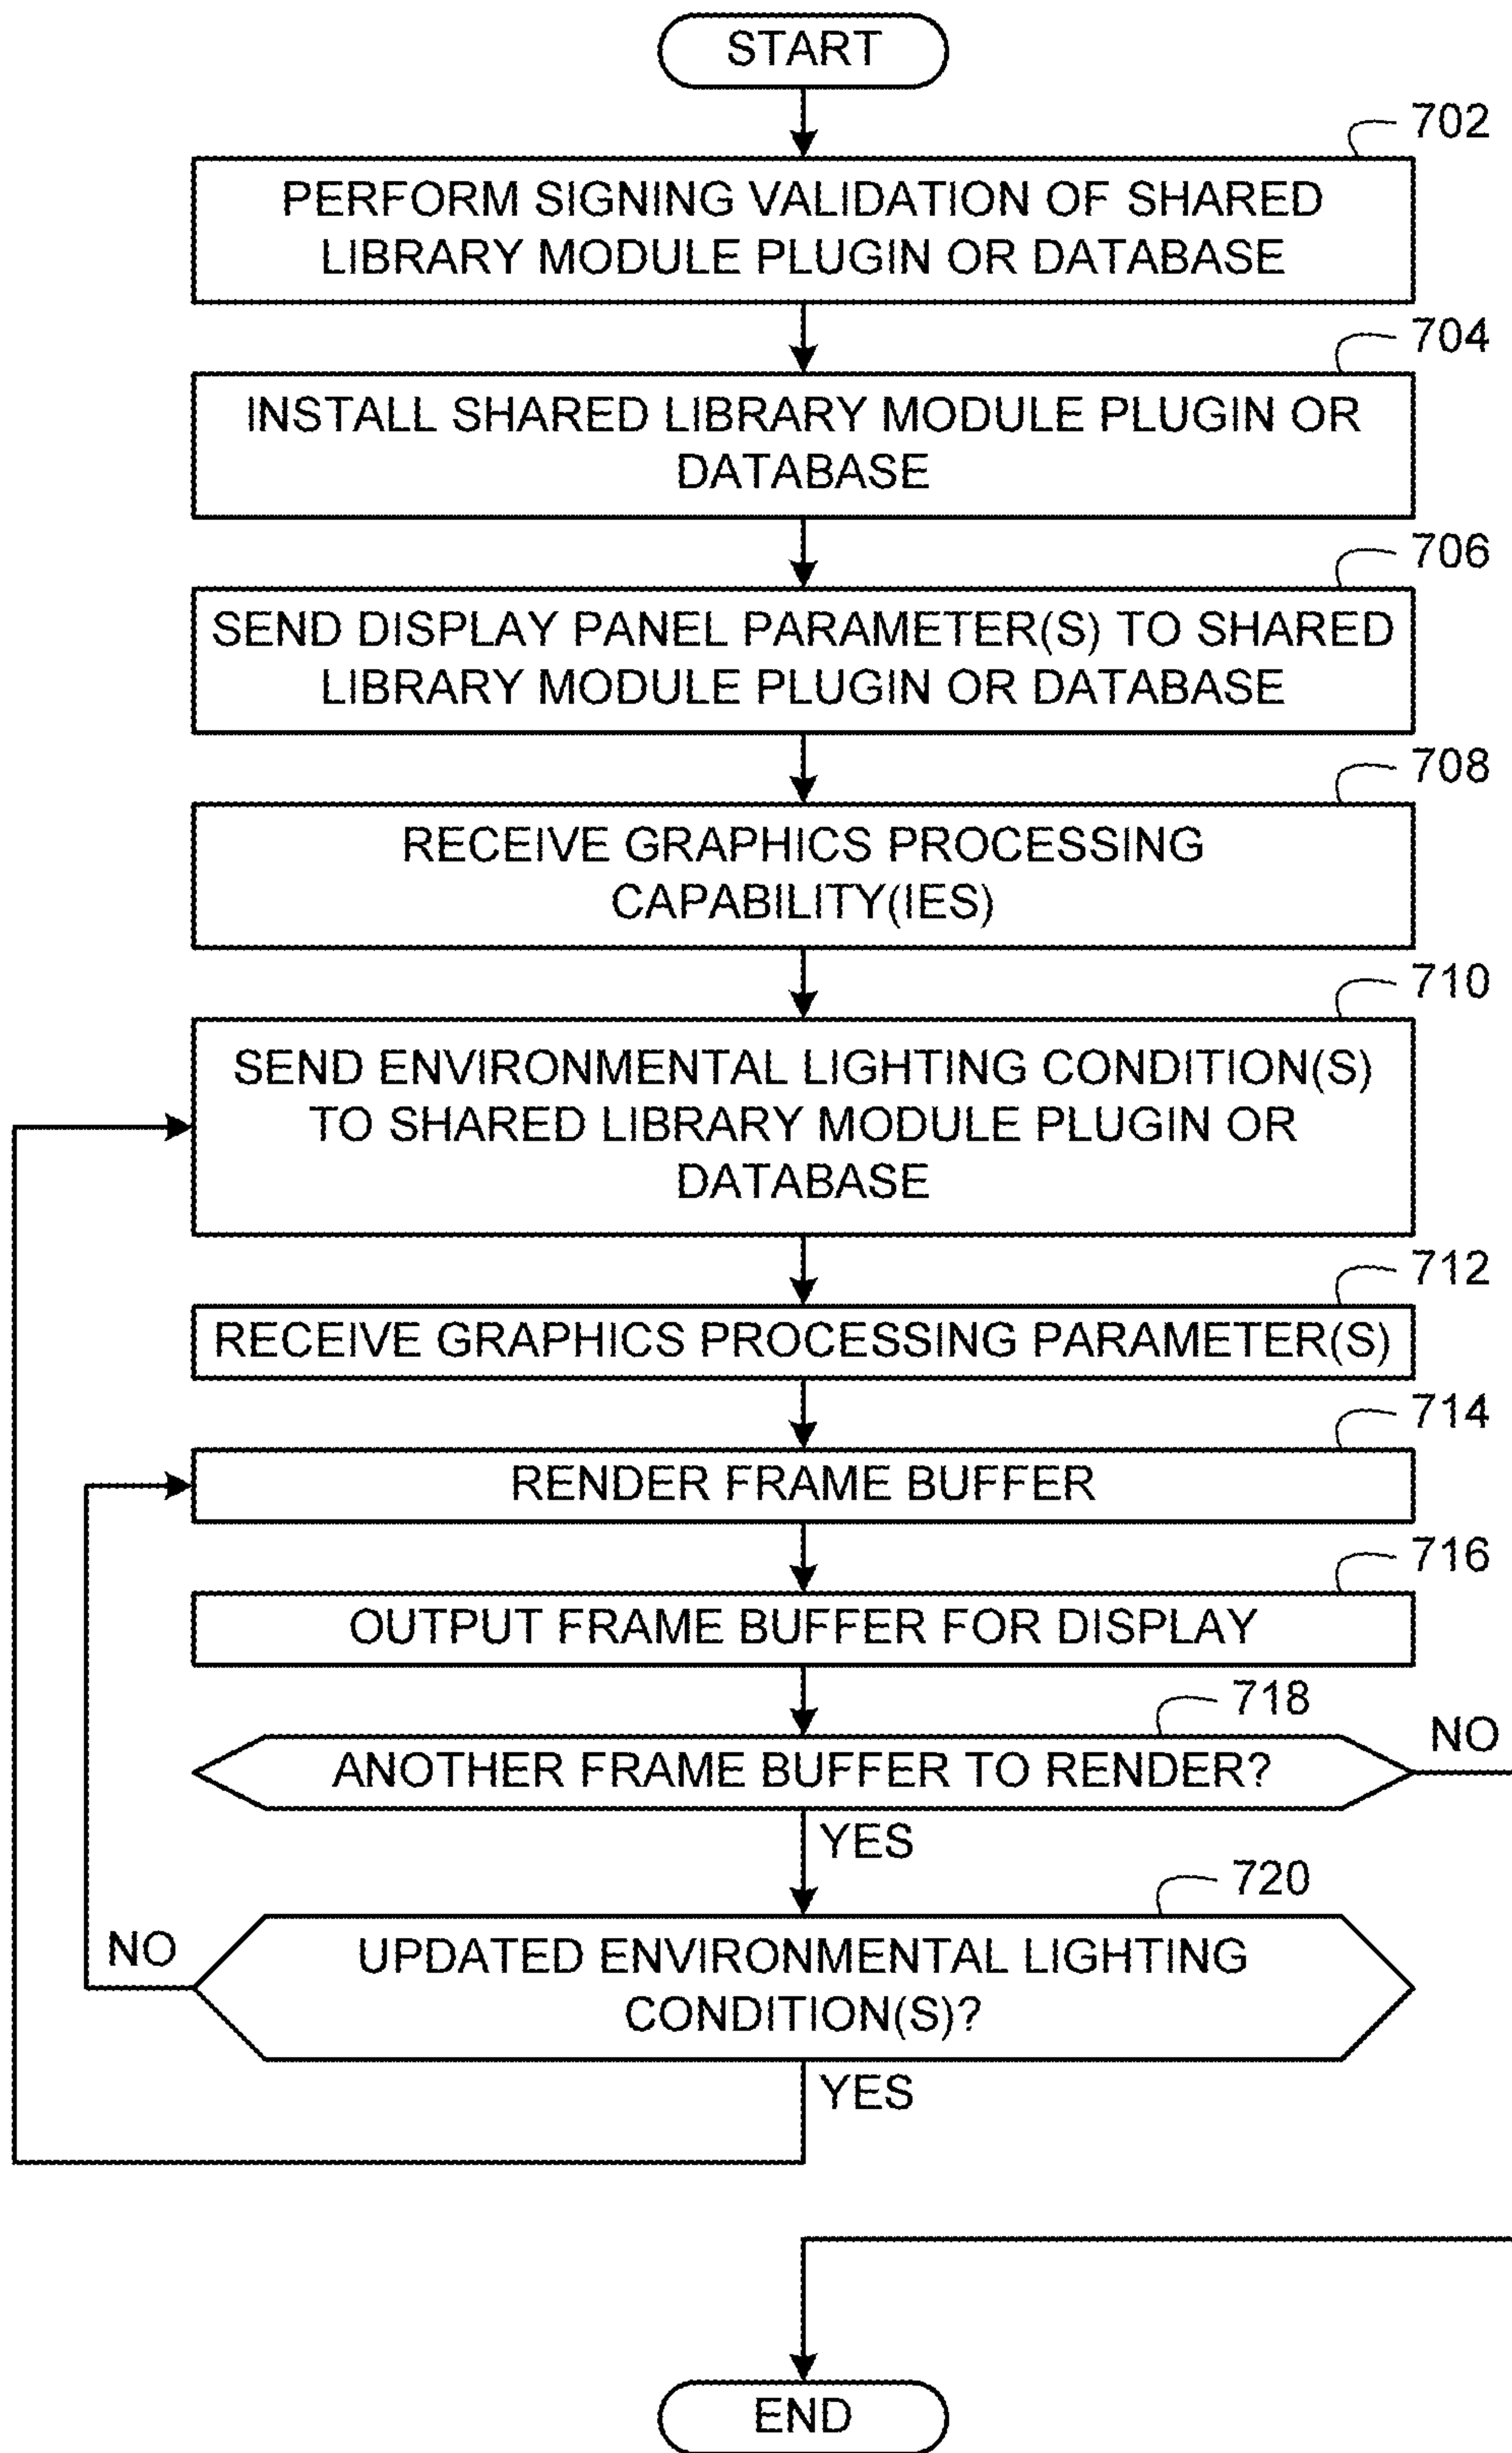 START
702
PERFORM SIGNING VALIDATION OF SHARED
LIBRARY MODULE PLUGIN OR DATABASE
704
INSTALL SHARED LIBRARY MODULE PLUGIN OR
DATABASE
706
SEND DISPLAY PANEL PARAMETER(S) TO SHARED
LIBRARY MODULE PLUGIN OR DATABASE
708
RECEIVE GRAPHICS PROCESSING
CAPABILITY(IES)
710
SEND ENVIRONMENTAL LIGHTING CONDITION(S)
TO SHARED LIBRARY MODULE PLUGIN OR
DATABASE
712
RECEIVE GRAPHICS PROCESSING PARAMETER(S)
714
RENDER FRAME BUFFER
716
OUTPUT FRAME BUFFER FOR DISPLAY
718
NO
ANOTHER FRAME BUFFER TO RENDER?
YES
720
NO
UPDATED ENVIRONMENTAL LIGHTING
CONDITION(S)?
YES
END